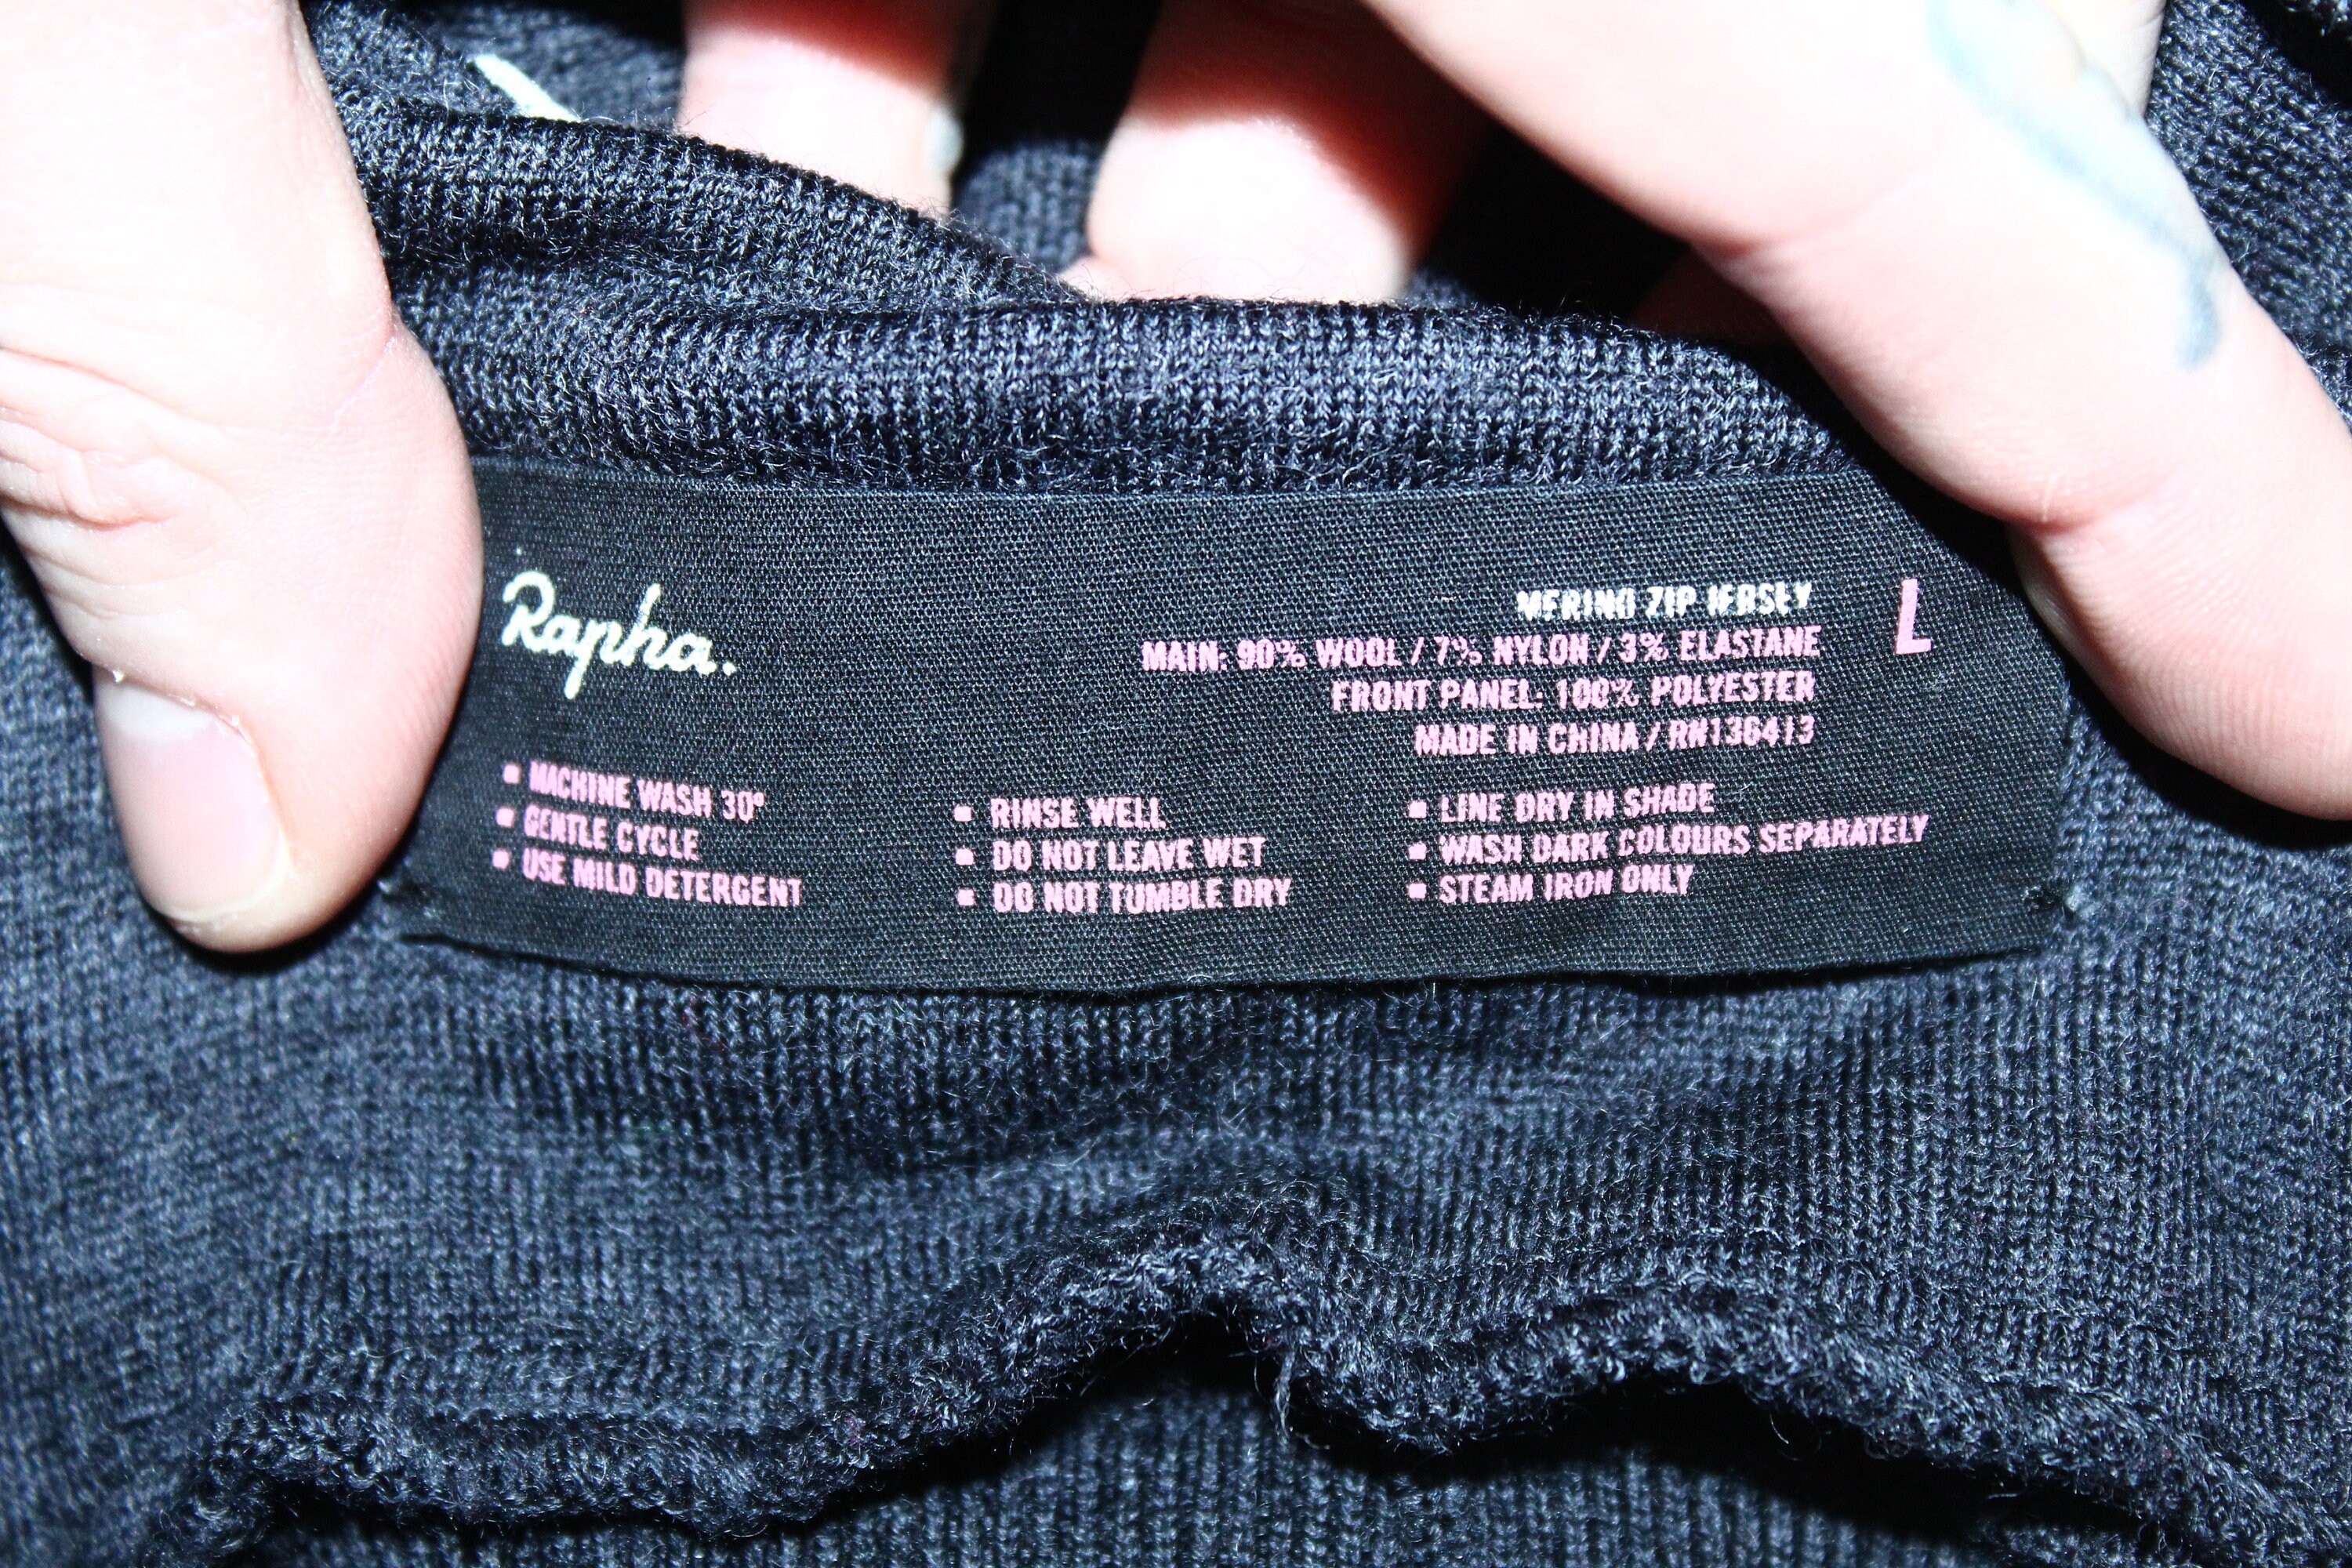 Rapha.
MERINO ZIP JERSEY
L
MAIN: 90% WOOL / 7% NYLON / 3% ELASTANE
FRONT PANEL: 100% POLYESTER
MADE IN CHINA / RN136413
▪ MACHINE WASH 30°
▪ GENTLE CYCLE
▪ USE MILD DETERGENT
▪ RINSE WELL
▪ DO NOT LEAVE WET
▪ DO NOT TUMBLE DRY
▪ LINE DRY IN SHADE
▪ WASH DARK COLOURS SEPARATELY
▪ STEAM IRON ONLY